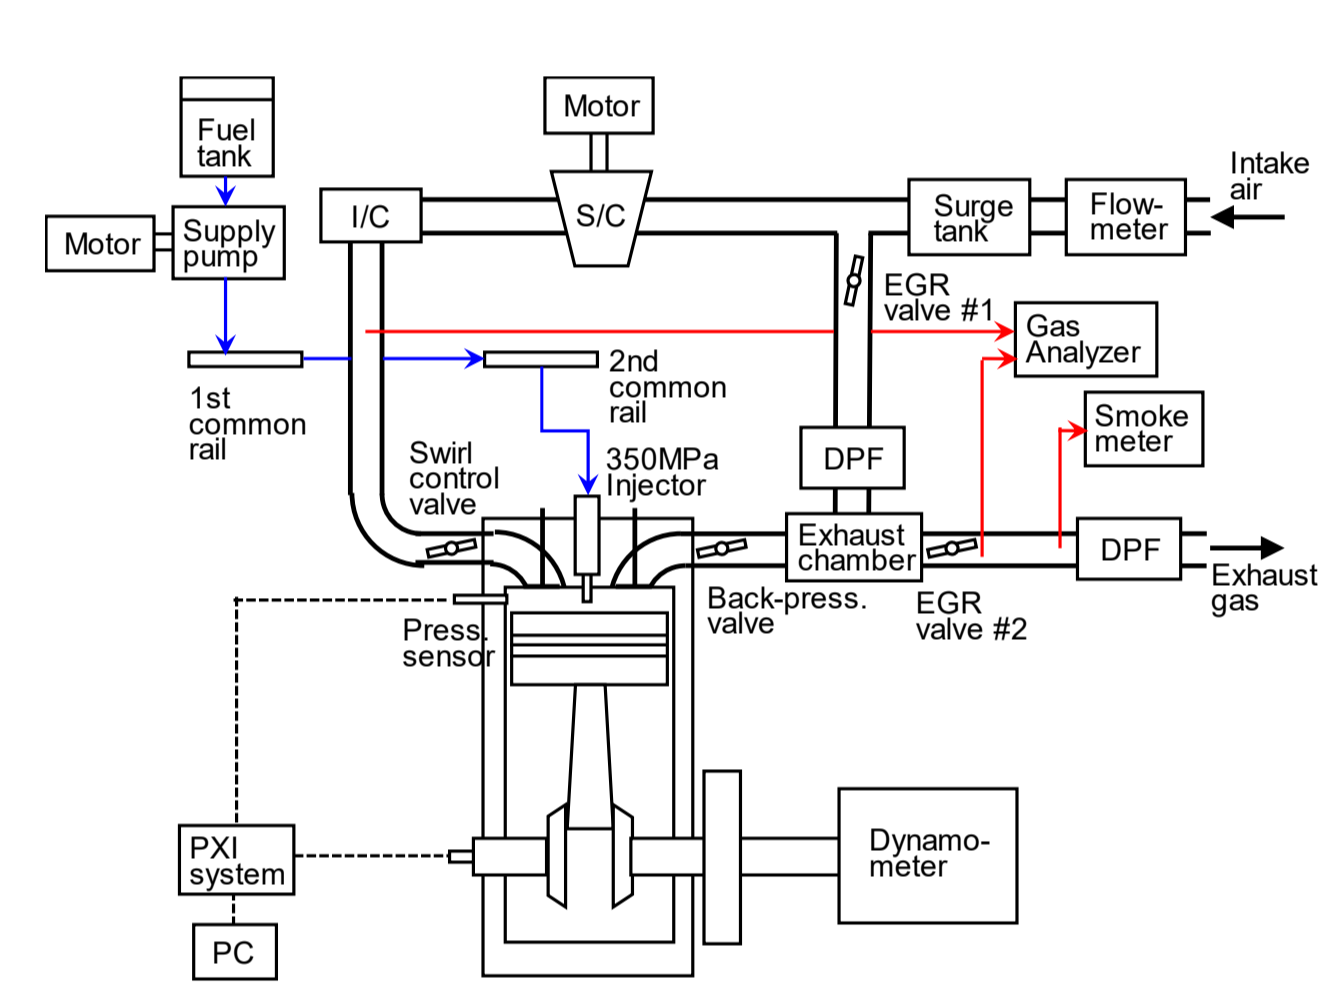 Motor
Fuel
tank
Intake
air
I/C
S/C
Surge
tank
Flow-
meter
Motor
Supply
pump
EGR
valve #1
Gas
Analyzer
1st
common
rail
2nd
common
rail
Smoke
meter
Swirl
control
valve
350MPa
Injector
DPF
Exhaust
chamber
DPF
Exhaust
gas
Back-press.
valve
EGR
valve #2
Press.
sensor
PXI
system
Dynamo-
meter
PC